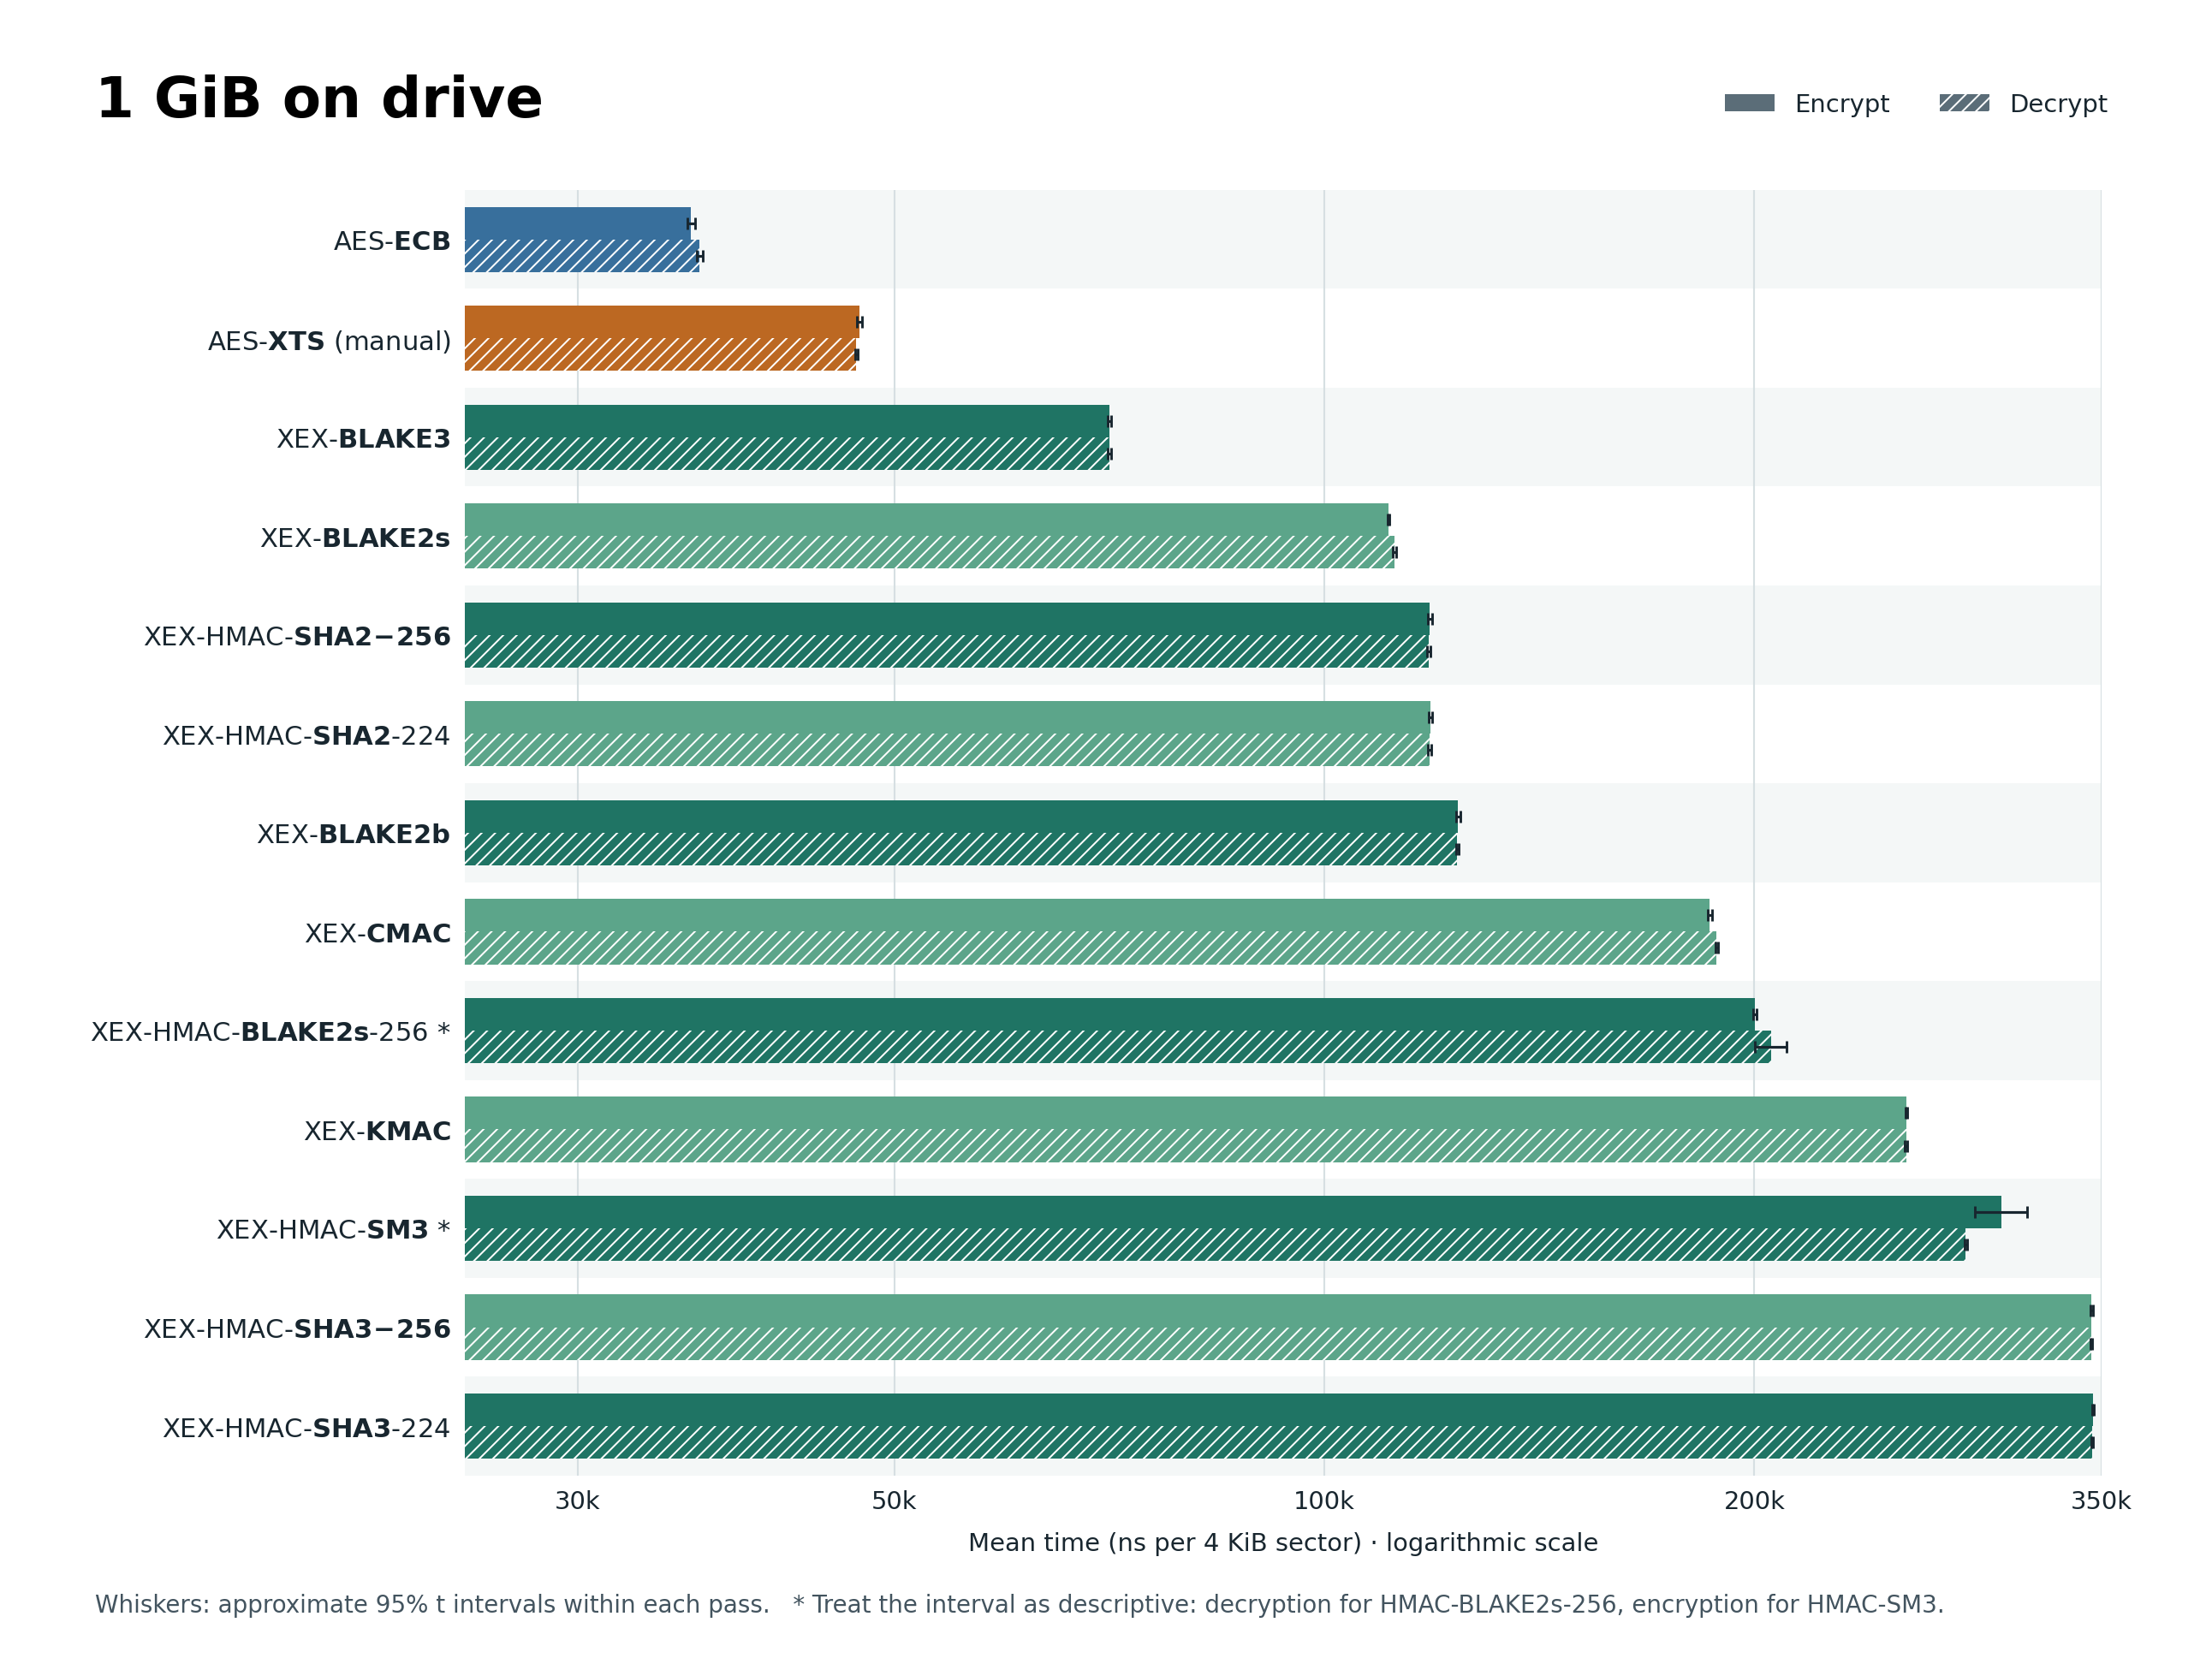 1 GiB on drive
Encrypt Decrypt
AES-ECB
AES-XTS (manual)
XEX-BLAKE3
XEX-BLAKE2s
XEX-HMAC-SHA2−256
XEX-HMAC-SHA2-224
XEX-BLAKE2b
XEX-CMAC
XEX-HMAC-BLAKE2s-256 *
XEX-KMAC
XEX-HMAC-SM3 *
XEX-HMAC-SHA3−256
XEX-HMAC-SHA3-224
30k 50k 100k 200k 350k
Mean time (ns per 4 KiB sector) · logarithmic scale
Whiskers: approximate 95% t intervals within each pass. * Treat the interval as descriptive: decryption for HMAC-BLAKE2s-256, encryption for HMAC-SM3.